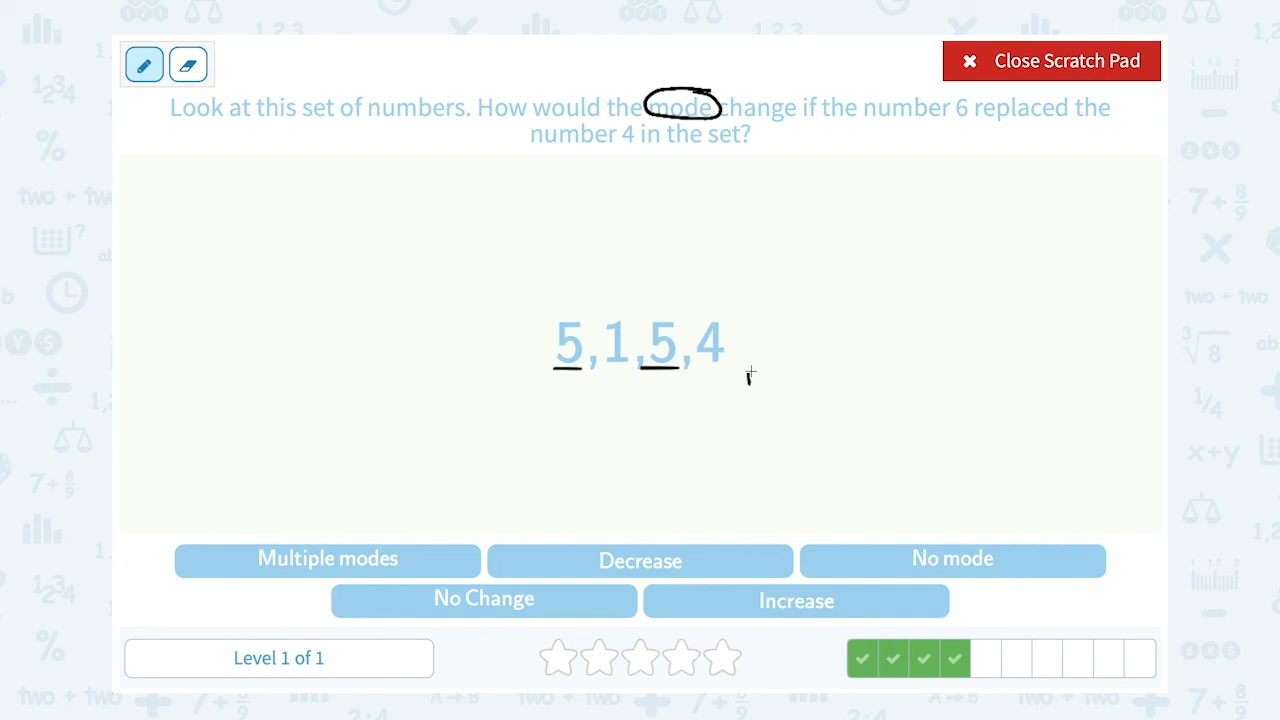 Close Scratch Pad
Look at this set of numbers. How would the mode change if the number 6 replaced the
number 4 in the set?
5,1,5,4
Multiple modes
Decrease
No mode
No Change
Increase
Level 1 of 1